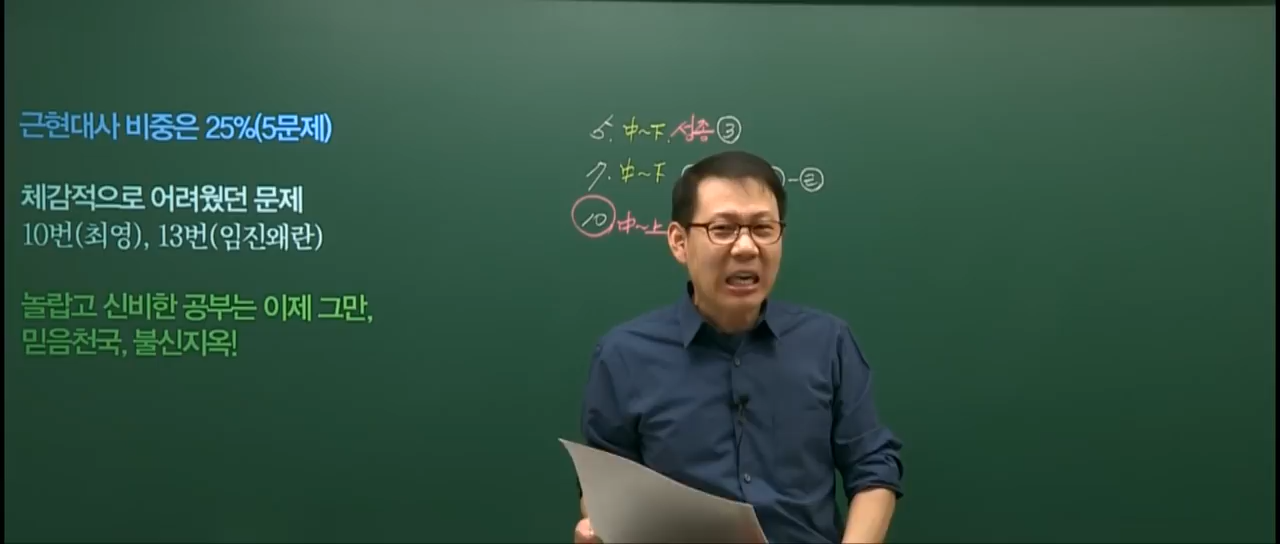 근현대사 비중은 25%(5문제)
체감적으로 어려웠던 문제
10번(최영), 13번(임진왜란)
놀랍고 신비한 공부는 이제 그만,
믿음천국, 불신지옥!
5. 中~下. 성종 ③
7. 中~下 -㊁
10 中~上